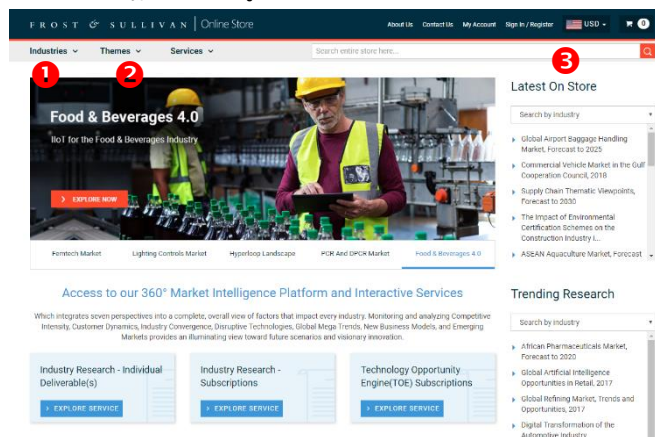 FROST & SULLIVAN | Online Store
About Us Contact Us My Account Sign In / Register USD 0
Industries Themes Services
Search entire store here...
1 2 3
Food & Beverages 4.0
IIoT for the Food & Beverages Industry
> EXPLORE NOW
Femtech Market Lighting Controls Market Hyperloop Landscape PCR And DPCR Market Food & Beverages 4.0
Latest On Store
Search by industry
Global Airport Baggage Handling
Market, Forecast to 2025
Commercial Vehicle Market in the Gulf
Cooperation Council, 2018
Supply Chain Thematic Viewpoints,
Forecast to 2030
The Impact of Environmental
Certification Schemes on the
Construction Industry i...
ASEAN Aquaculture Market, Forecast
Access to our 360° Market Intelligence Platform and Interactive Services
Which integrates seven perspectives into a complete, overall view of factors that impact every industry. Monitoring and analyzing Competitive
Intensity, Customer Dynamics, Industry Convergence, Disruptive Technologies, Global Mega Trends, New Business Models, and Emerging
Markets provides an illuminating view toward future scenarios and visionary innovation.
Industry Research - Individual
Deliverable(s)
> EXPLORE SERVICE
Industry Research -
Subscriptions
> EXPLORE SERVICE
Technology Opportunity
Engine(TOE) Subscriptions
> EXPLORE SERVICE
Trending Research
Search by industry
African Pharmaceuticals Market,
Forecast to 2020
Global Artificial Intelligence
Opportunities in Retail, 2017
Global Refining Market, Trends and
Opportunities, 2017
Digital Transformation of the
Automotive Industry